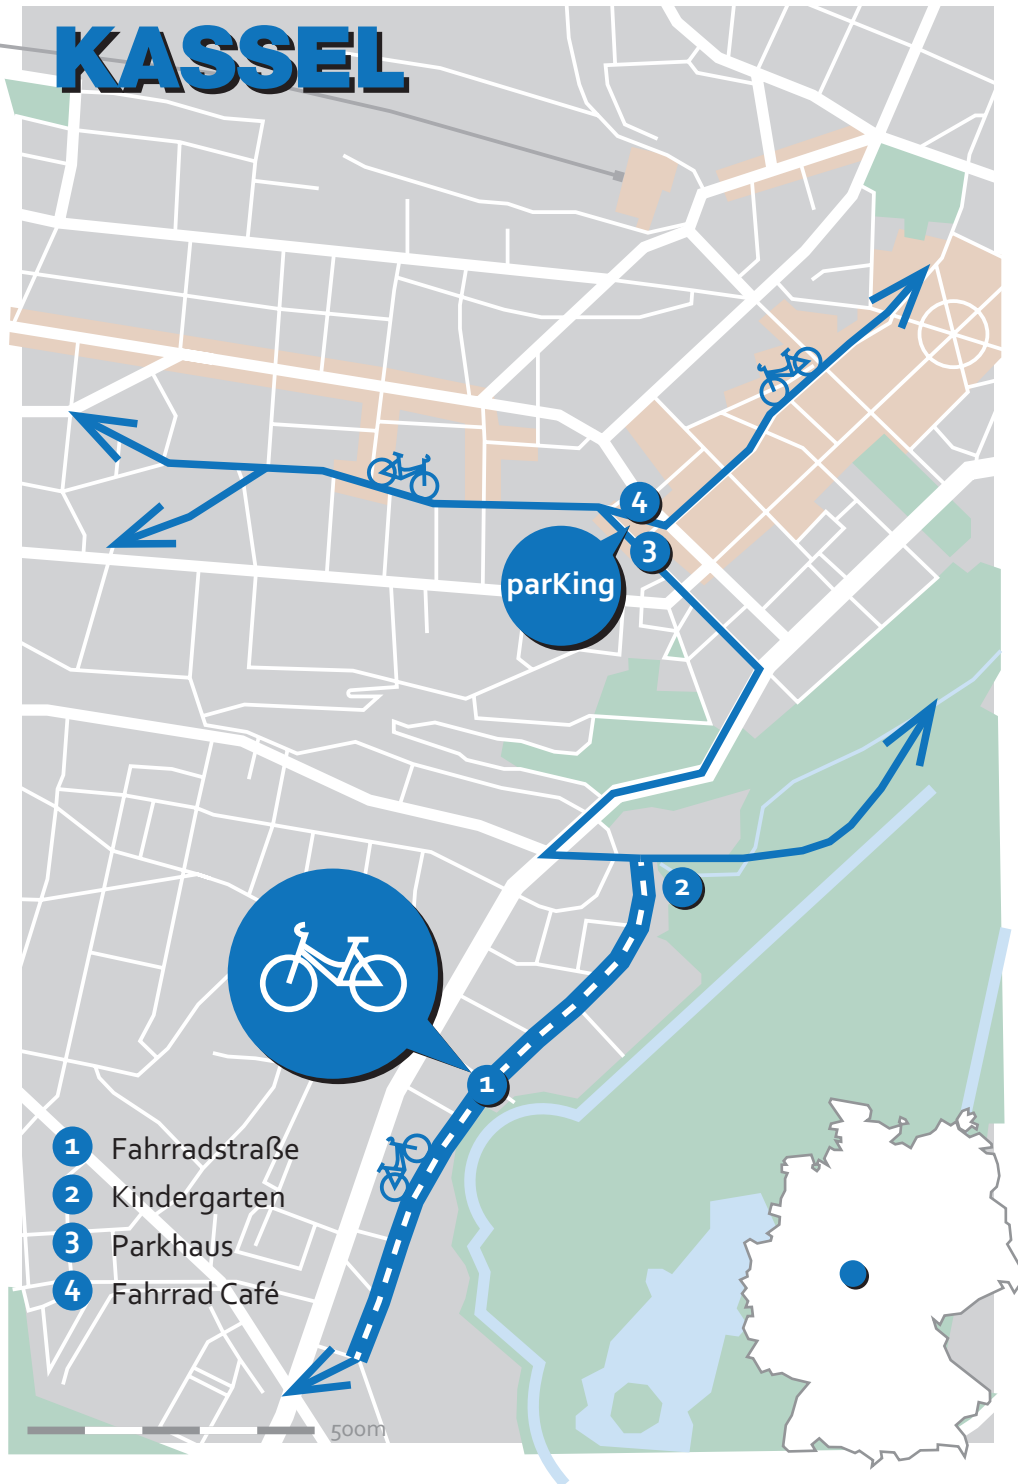 KASSEL
4
3
parKing
2
1
1 Fahrradstraße
2 Kindergarten
3 Parkhaus
4 Fahrrad Café
500m